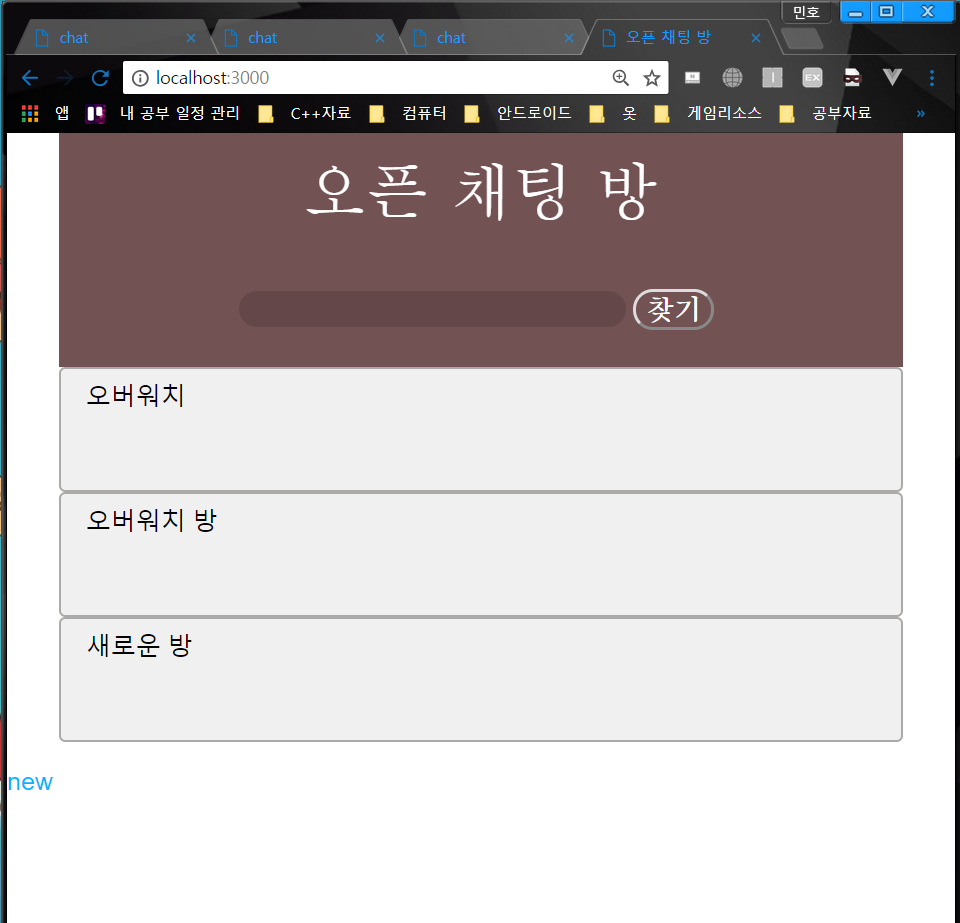 민호
chat chat chat 오픈 채팅 방
localhost:3000
앱 내 공부 일정 관리 C++자료 컴퓨터 안드로이드 옷 게임리소스 공부자료 »
오픈 채팅 방
찾기
오버워치
오버워치 방
새로운 방
new